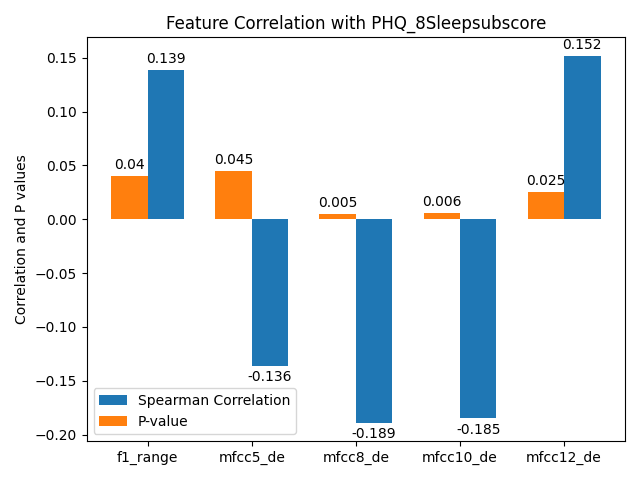 Feature Correlation with PHQ_8Sleepsubscore
Correlation and P values
0.15
0.10
0.05
0.00
−0.05
−0.10
−0.15
−0.20
0.04
0.139
0.045
-0.136
0.005
-0.189
0.006
-0.185
0.025
0.152
Spearman Correlation
P-value
f1_range
mfcc5_de
mfcc8_de
mfcc10_de
mfcc12_de